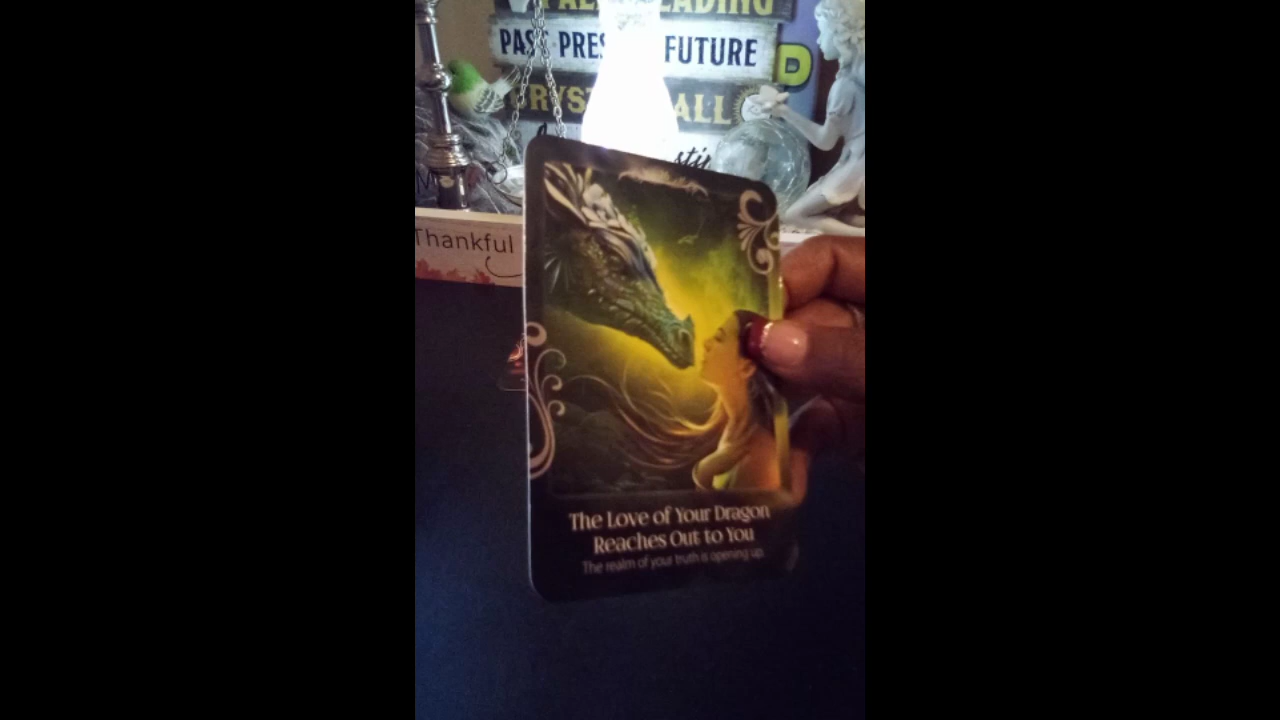 PAST PRES FUTURE
D
CRYST ALL
Thankful
The Love of Your Dragon
Reaches Out to You
The realm of your truth is opening up.